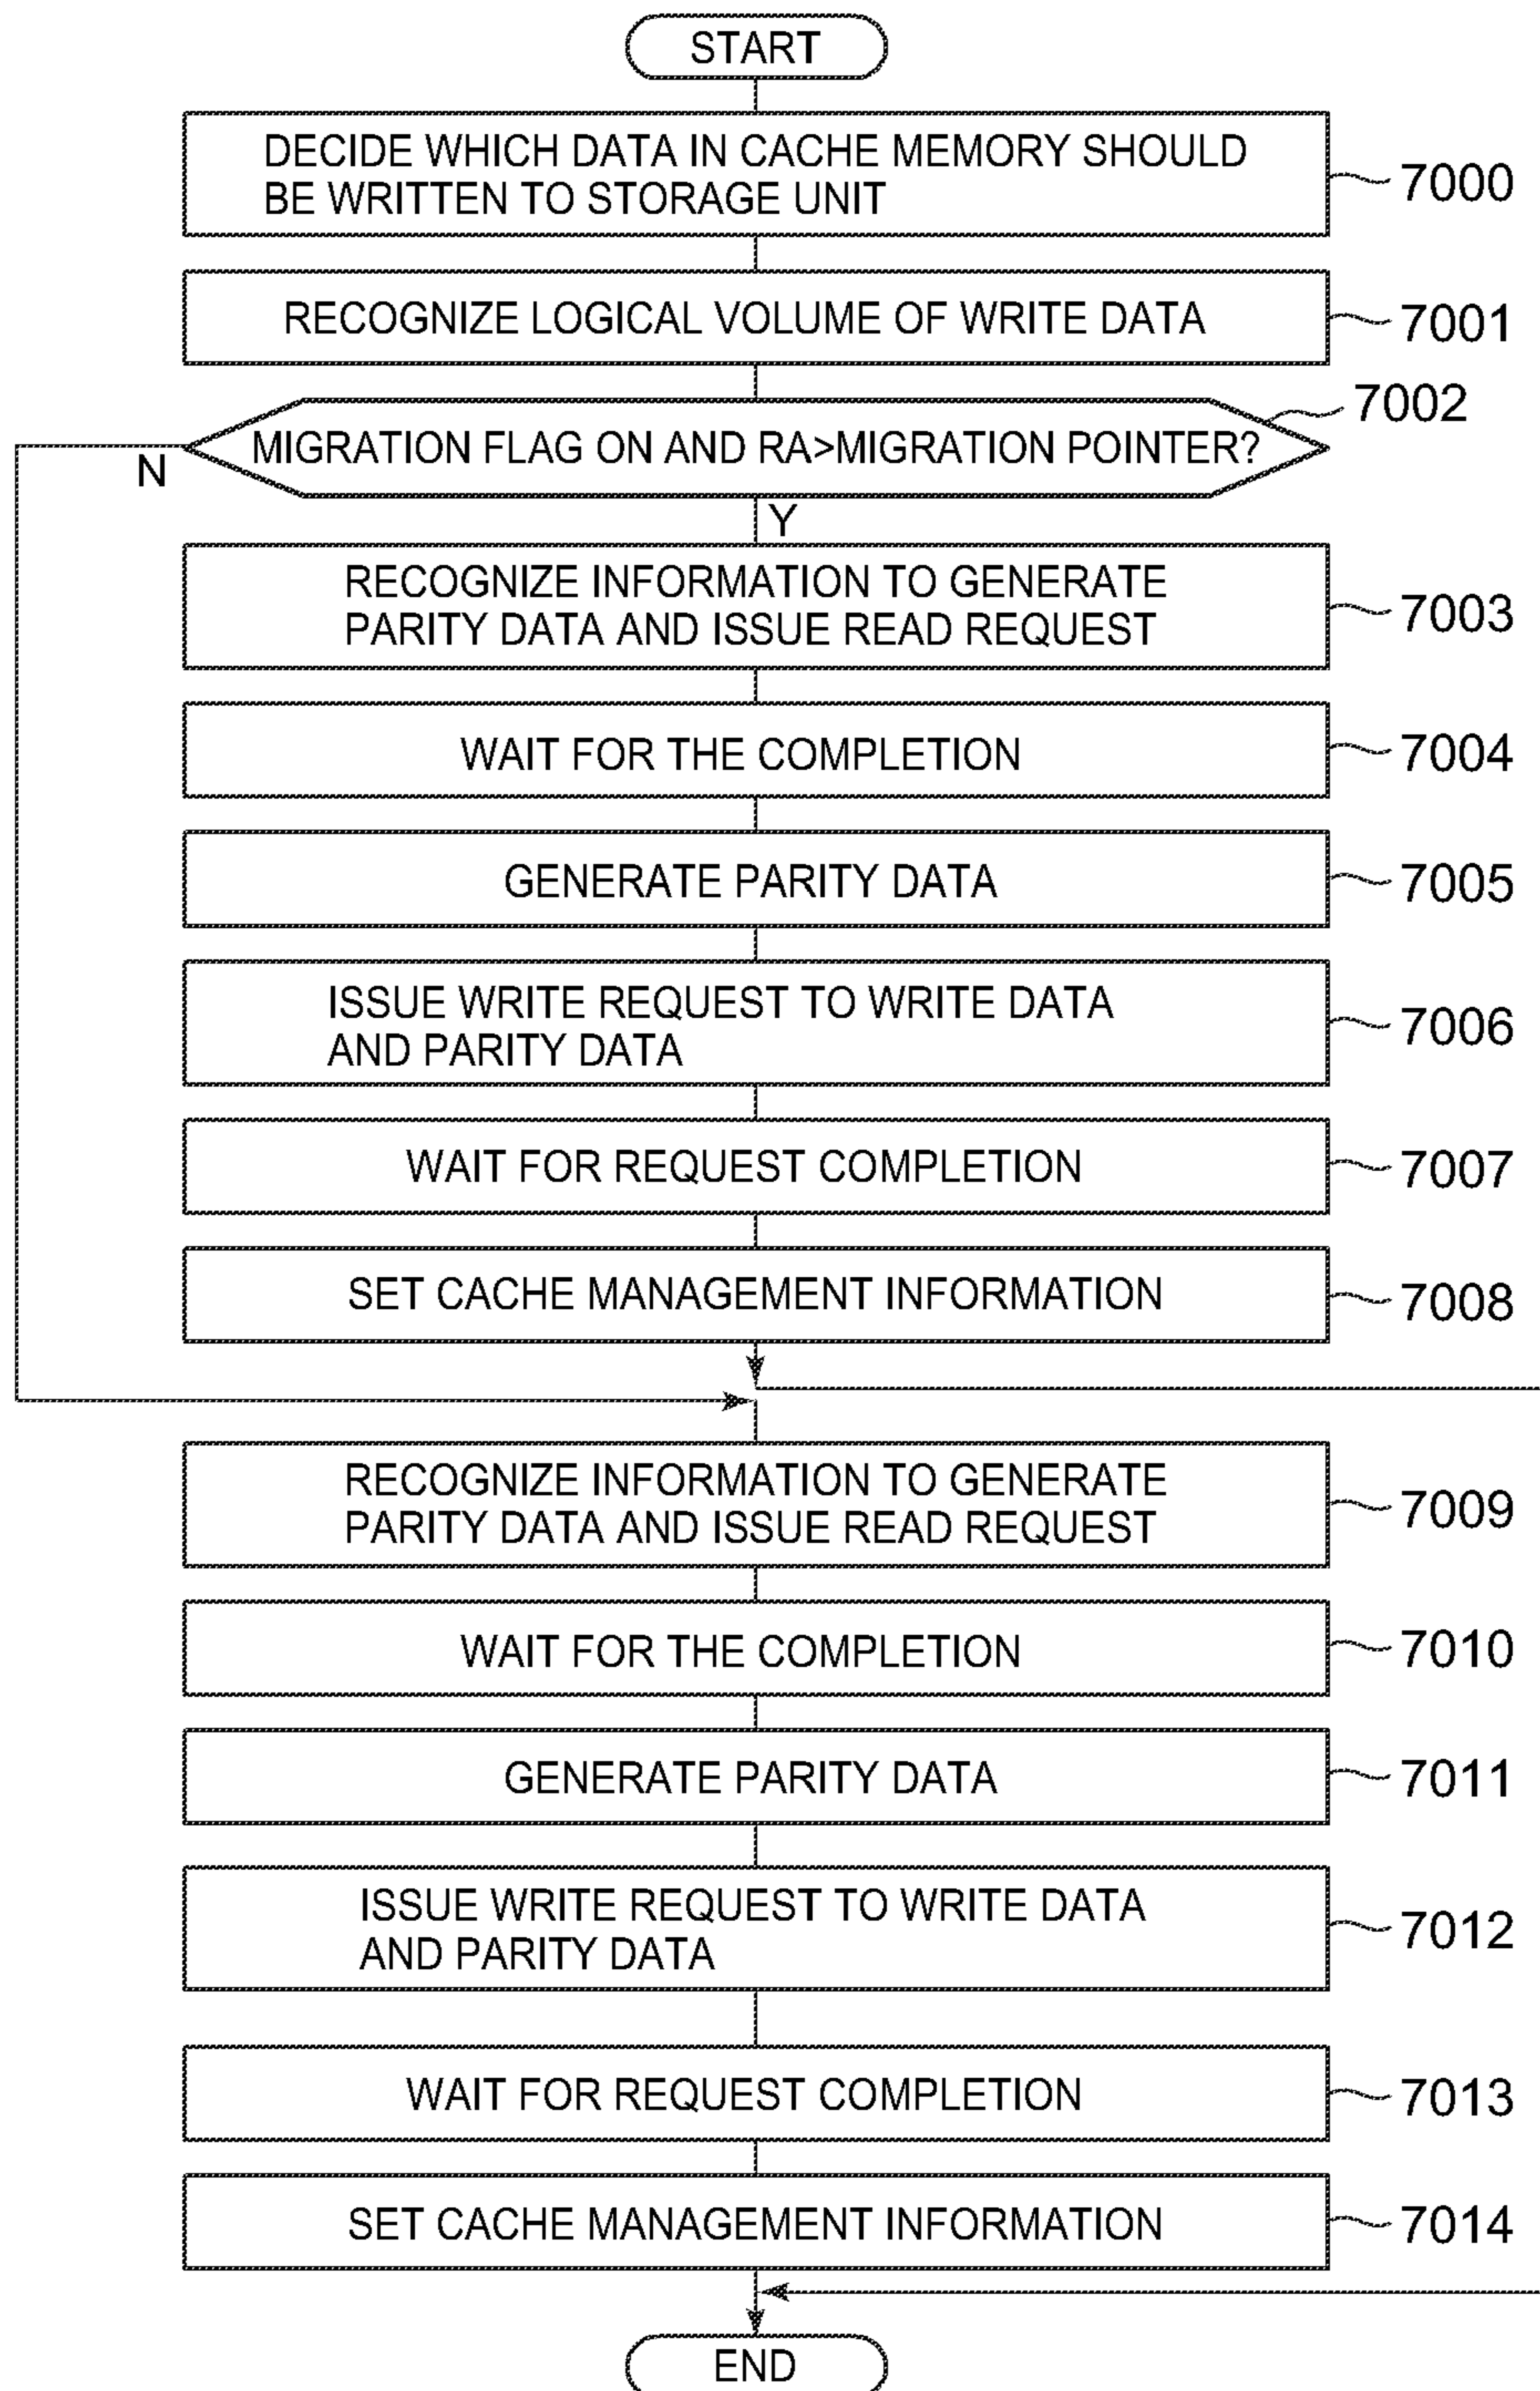 START
DECIDE WHICH DATA IN CACHE MEMORY SHOULD
BE WRITTEN TO STORAGE UNIT
7000
RECOGNIZE LOGICAL VOLUME OF WRITE DATA
7001
7002
MIGRATION FLAG ON AND RA>MIGRATION POINTER?
N
Y
RECOGNIZE INFORMATION TO GENERATE
PARITY DATA AND ISSUE READ REQUEST
7003
WAIT FOR THE COMPLETION
7004
GENERATE PARITY DATA
7005
ISSUE WRITE REQUEST TO WRITE DATA
AND PARITY DATA
7006
WAIT FOR REQUEST COMPLETION
7007
SET CACHE MANAGEMENT INFORMATION
7008
RECOGNIZE INFORMATION TO GENERATE
PARITY DATA AND ISSUE READ REQUEST
7009
WAIT FOR THE COMPLETION
7010
GENERATE PARITY DATA
7011
ISSUE WRITE REQUEST TO WRITE DATA
AND PARITY DATA
7012
WAIT FOR REQUEST COMPLETION
7013
SET CACHE MANAGEMENT INFORMATION
7014
END